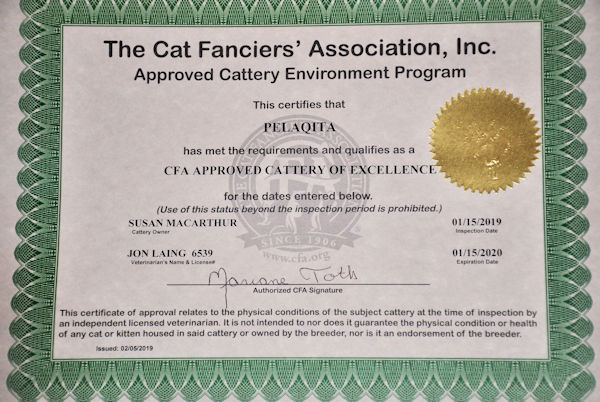 The Cat Fanciers' Association, Inc.
Approved Cattery Environment Program
This certifies that
PELAQITA
has met the requirements and qualifies as a
CFA APPROVED CATTERY OF EXCELLENCE
for the dates entered below.
(Use of this status beyond the inspection period is prohibited.)
SUSAN MACARTHUR 01/15/2019
Cattery Owner Inspection Date
SINCE 1906
JON LAING 6539 01/15/2020
Veterinarian's Name & License# Expiration Date
www.cfa.org
Mariane Toth
Authorized CFA Signature
This certificate of approval relates to the physical conditions of the subject cattery at the time of inspection by
an independent licensed veterinarian. It is not intended to nor does it guarantee the physical condition or health
of any cat or kitten housed in said cattery or owned by the breeder, nor is it an endorsement of the breeder.
Issued: 02/05/2019